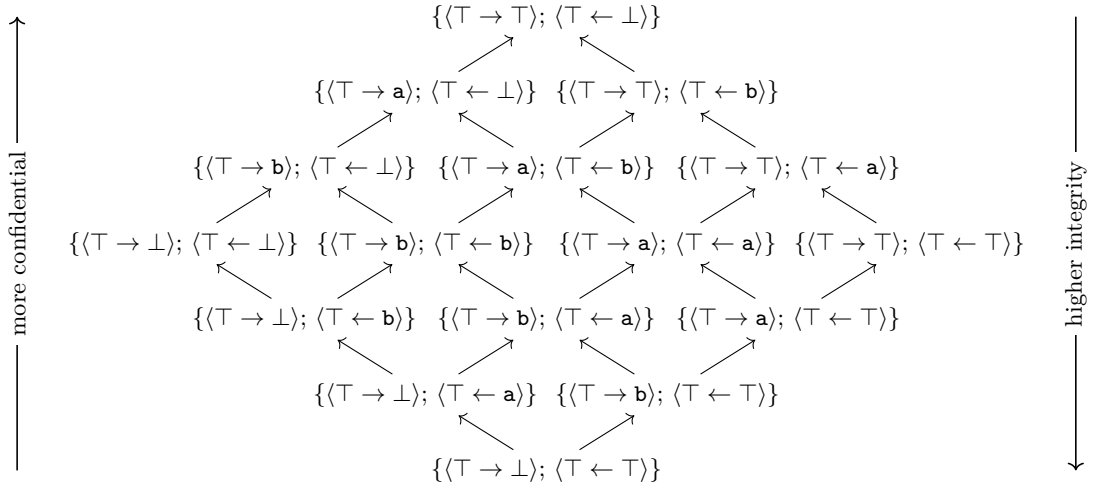 {⟨⊤ → ⊤⟩; ⟨⊤ ← ⊥⟩}
{⟨⊤ → a⟩; ⟨⊤ ← ⊥⟩} {⟨⊤ → ⊤⟩; ⟨⊤ ← b⟩}
{⟨⊤ → b⟩; ⟨⊤ ← ⊥⟩} {⟨⊤ → a⟩; ⟨⊤ ← b⟩} {⟨⊤ → ⊤⟩; ⟨⊤ ← a⟩}
{⟨⊤ → ⊥⟩; ⟨⊤ ← ⊥⟩} {⟨⊤ → b⟩; ⟨⊤ ← b⟩} {⟨⊤ → a⟩; ⟨⊤ ← a⟩} {⟨⊤ → ⊤⟩; ⟨⊤ ← ⊤⟩}
{⟨⊤ → ⊥⟩; ⟨⊤ ← b⟩} {⟨⊤ → b⟩; ⟨⊤ ← a⟩} {⟨⊤ → a⟩; ⟨⊤ ← ⊤⟩}
{⟨⊤ → ⊥⟩; ⟨⊤ ← a⟩} {⟨⊤ → b⟩; ⟨⊤ ← ⊤⟩}
{⟨⊤ → ⊥⟩; ⟨⊤ ← ⊤⟩}
more confidential
higher integrity